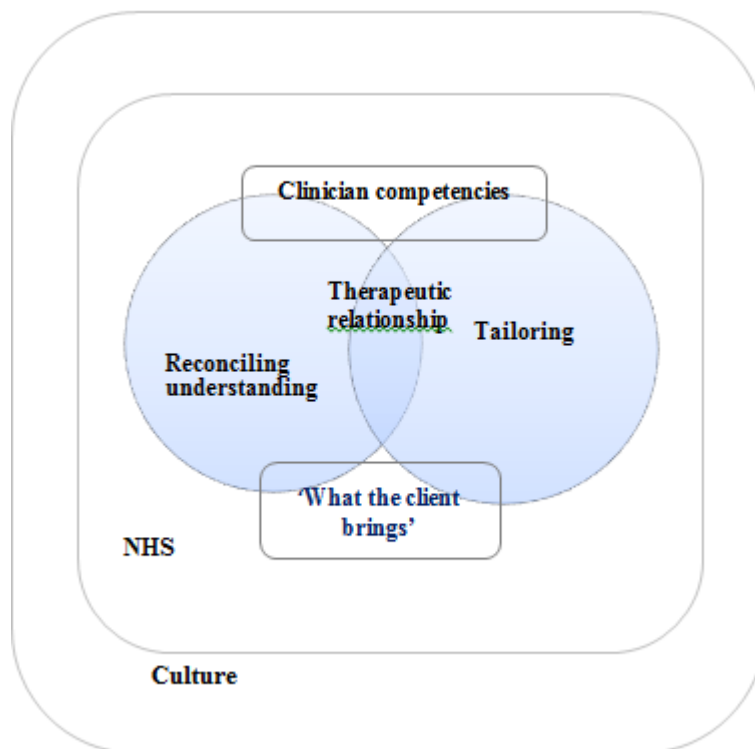 Clinician competencies
Therapeutic
relationship
Tailoring
Reconciling
understanding
‘What the client
brings’
NHS
Culture